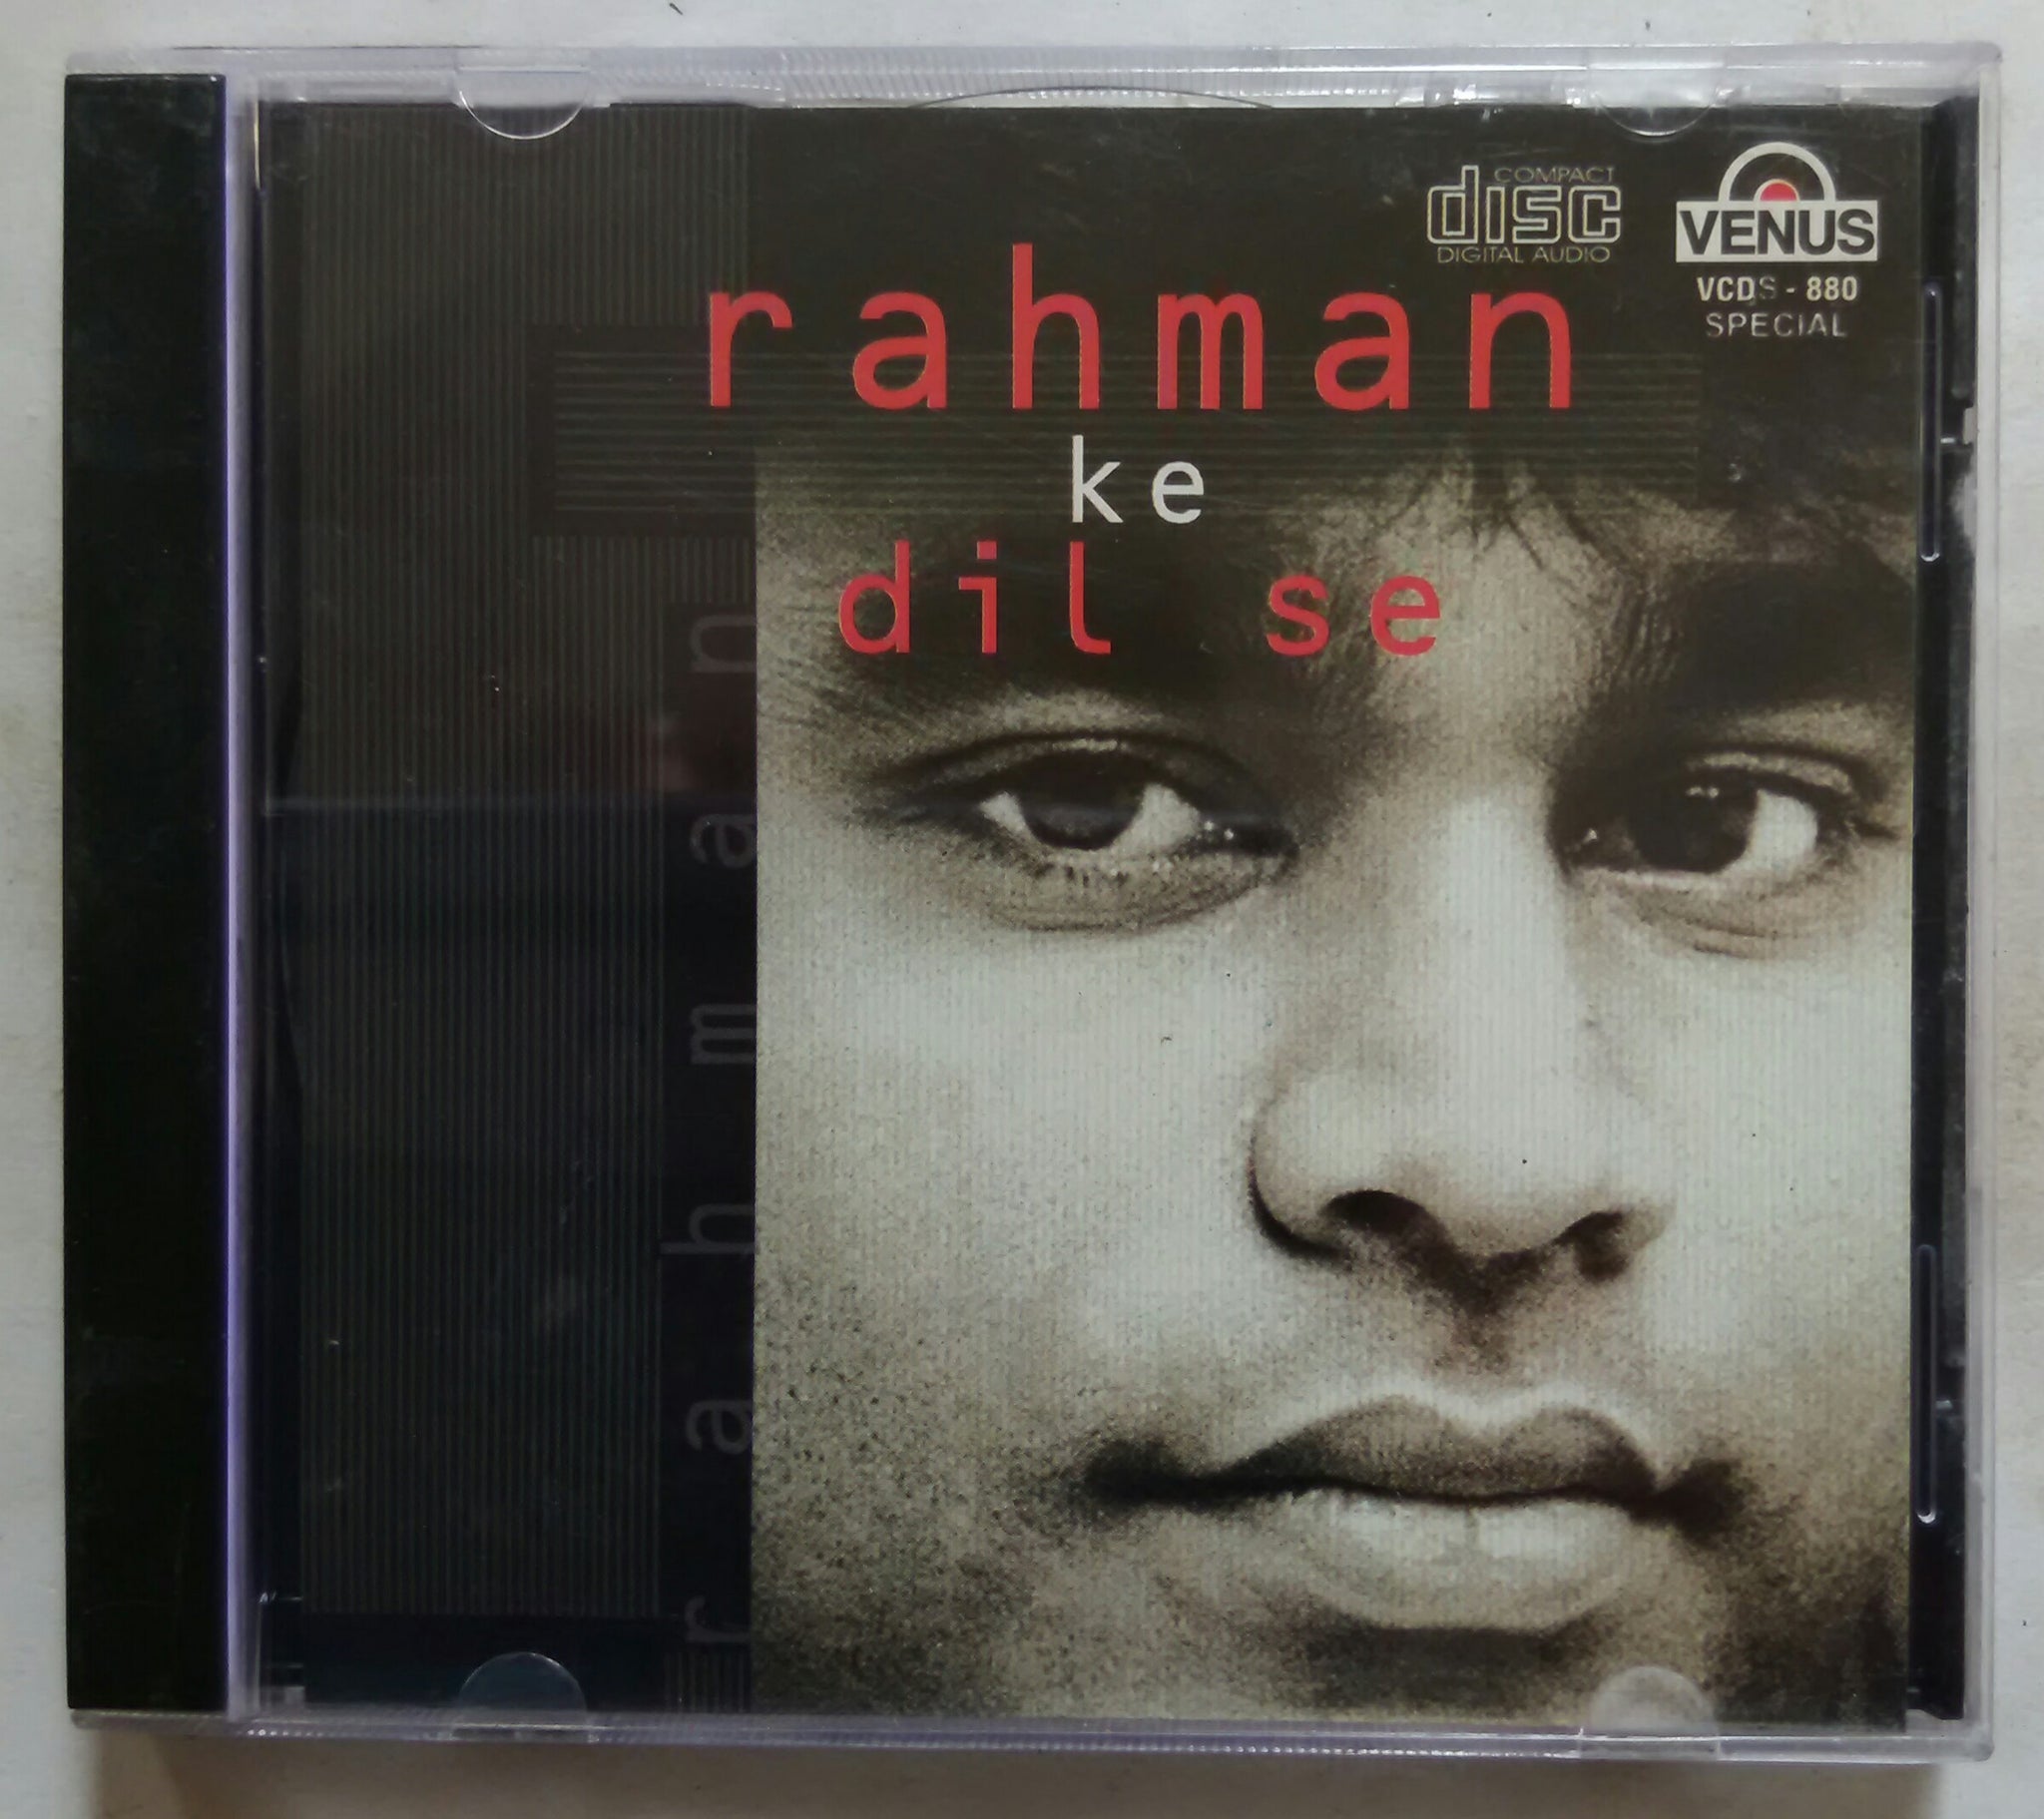 COMPACT
disc
DIGITAL AUDIO
VENUS
VCDS - 880
SPECIAL
rahman
ke
dil se
rahman